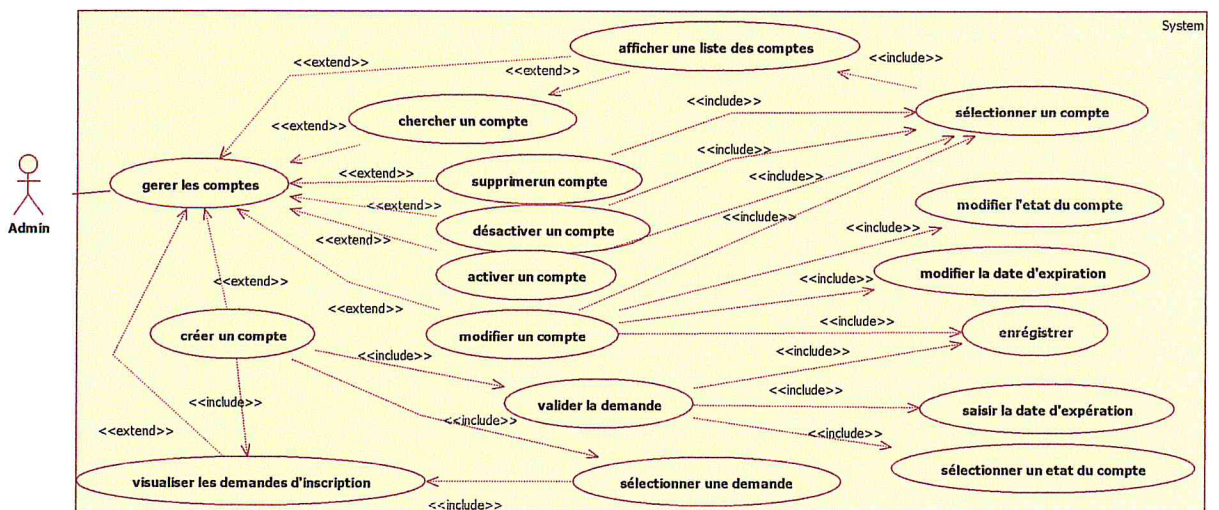 System
afficher une liste des comptes
<<extend>>
<<include>>
<<extend>>
<<include>>
chercher un compte
sélectionner un compte
<<extend>>
<<include>>
gerer les comptes
<<extend>>
supprimerun compte
<<include>>
modifier l'etat du compte
<<extend>>
Admin
désactiver un compte
<<include>>
<<extend>>
activer un compte
<<include>>
modifier la date d'expiration
<<extend>>
<<extend>>
créer un compte
modifier un compte
<<include>>
enrégistrer
<<include>>
<<include>>
<<include>>
valider la demande
<<include>>
saisir la date d'expération
<<extend>>
<<include>>
<<include>>
sélectionner un etat du compte
visualiser les demandes d'inscription
sélectionner une demande
<<include>>